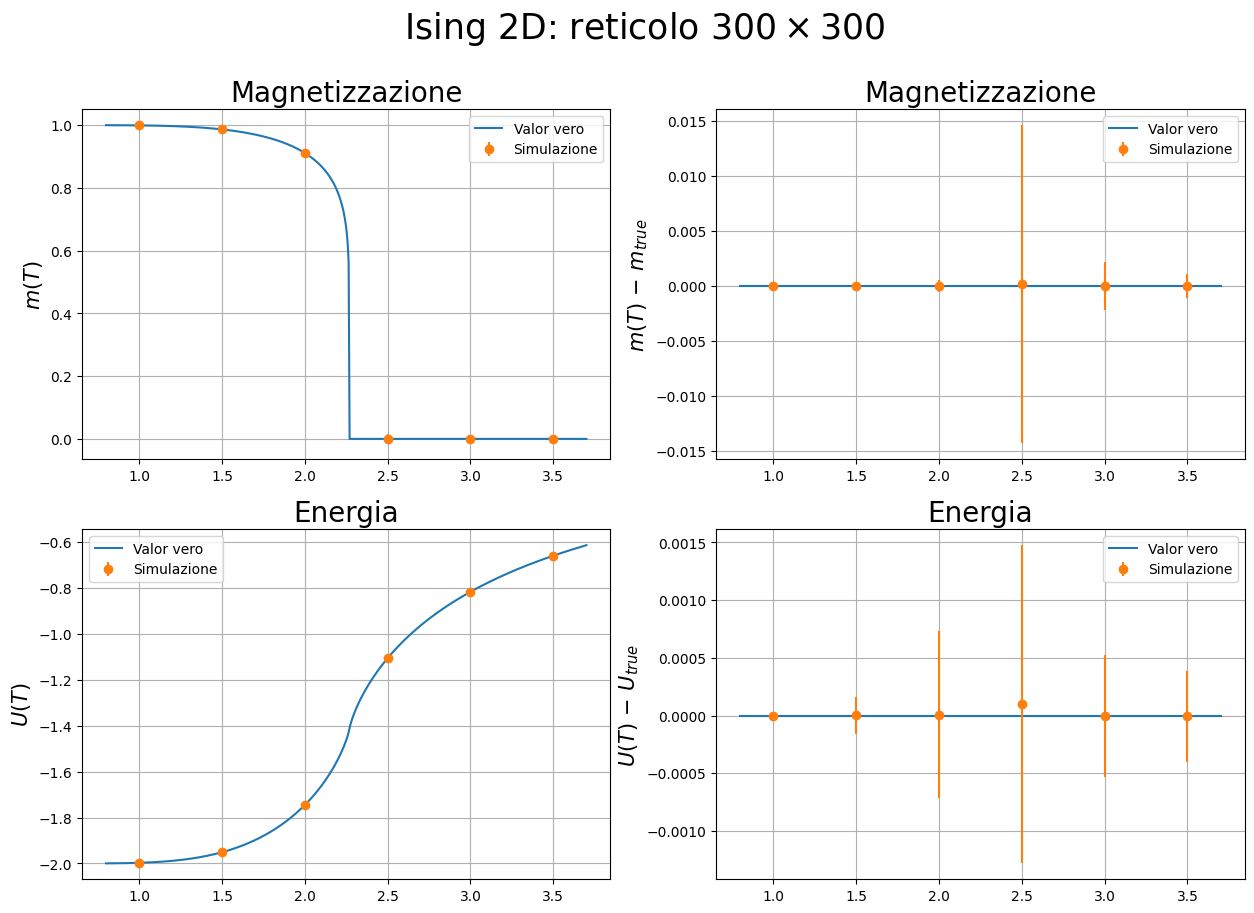 Ising 2D: reticolo 300 × 300
Magnetizzazione
m(T)
1.0
0.8
0.6
0.4
0.2
0.0
Valor vero
Simulazione
1.0 1.5 2.0 2.5 3.0 3.5
Magnetizzazione
m(T) − m_true
0.015
0.010
0.005
0.000
−0.005
−0.010
−0.015
Valor vero
Simulazione
1.0 1.5 2.0 2.5 3.0 3.5
Energia
U(T)
−0.6
−0.8
−1.0
−1.2
−1.4
−1.6
−1.8
−2.0
Valor vero
Simulazione
1.0 1.5 2.0 2.5 3.0 3.5
Energia
U(T) − U_true
0.0015
0.0010
0.0005
0.0000
−0.0005
−0.0010
Valor vero
Simulazione
1.0 1.5 2.0 2.5 3.0 3.5